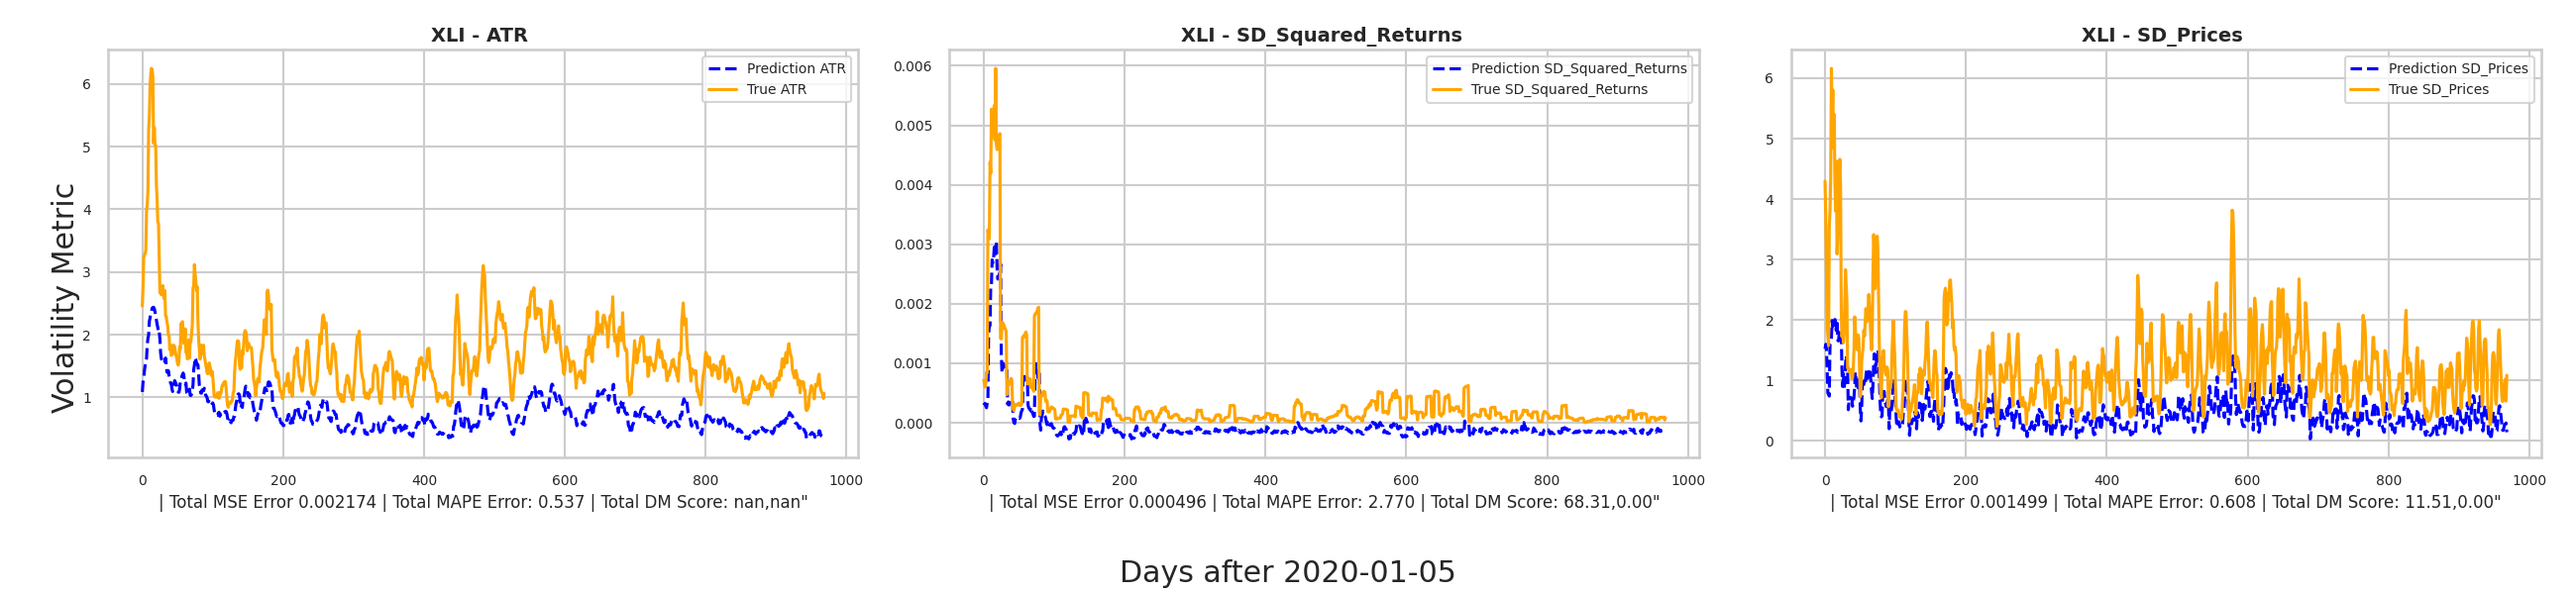 XLI - ATR
Prediction ATR
True ATR
6
5
4
3
2
1
0
200
400
600
800
1000
| Total MSE Error 0.002174 | Total MAPE Error: 0.537 | Total DM Score: nan,nan"
XLI - SD_Squared_Returns
Prediction SD_Squared_Returns
True SD_Squared_Returns
0.006
0.005
0.004
0.003
0.002
0.001
0.000
0
200
400
600
800
1000
| Total MSE Error 0.000496 | Total MAPE Error: 2.770 | Total DM Score: 68.31,0.00"
XLI - SD_Prices
Prediction SD_Prices
True SD_Prices
6
5
4
3
2
1
0
0
200
400
600
800
1000
| Total MSE Error 0.001499 | Total MAPE Error: 0.608 | Total DM Score: 11.51,0.00"
Volatility Metric
Days after 2020-01-05